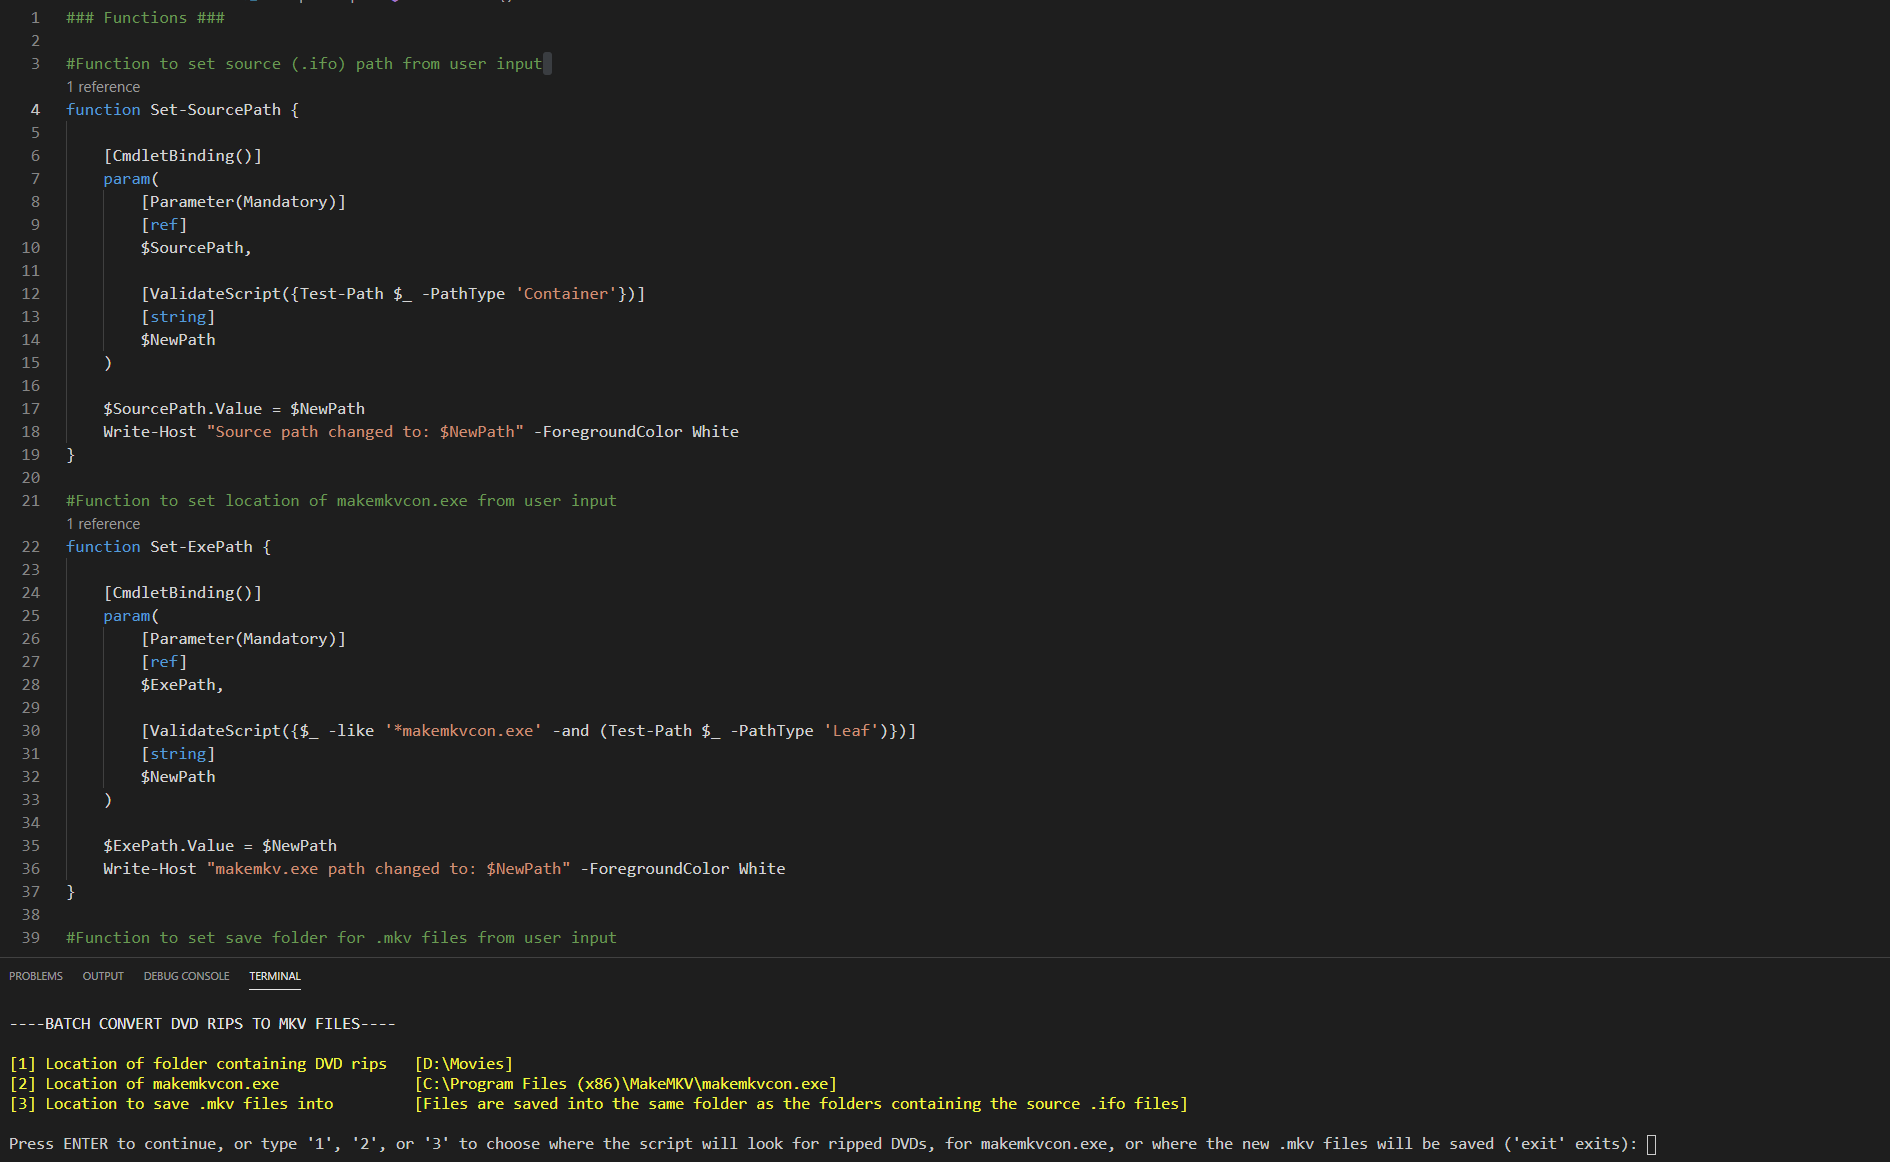 1 ### Functions ###
2
3 #Function to set source (.ifo) path from user input
1 reference
4 function Set-SourcePath {
5
6 [CmdletBinding()]
7 param(
8 [Parameter(Mandatory)]
9 [ref]
10 $SourcePath,
11
12 [ValidateScript({Test-Path $_ -PathType 'Container'})]
13 [string]
14 $NewPath
15 )
16
17 $SourcePath.Value = $NewPath
18 Write-Host "Source path changed to: $NewPath" -ForegroundColor White
19 }
20
21 #Function to set location of makemkvcon.exe from user input
1 reference
22 function Set-ExePath {
23
24 [CmdletBinding()]
25 param(
26 [Parameter(Mandatory)]
27 [ref]
28 $ExePath,
29
30 [ValidateScript({$_ -like '*makemkvcon.exe' -and (Test-Path $_ -PathType 'Leaf')})]
31 [string]
32 $NewPath
33 )
34
35 $ExePath.Value = $NewPath
36 Write-Host "makemkv.exe path changed to: $NewPath" -ForegroundColor White
37 }
38
39 #Function to set save folder for .mkv files from user input
PROBLEMS OUTPUT DEBUG CONSOLE TERMINAL
----BATCH CONVERT DVD RIPS TO MKV FILES----
[1] Location of folder containing DVD rips [D:\Movies]
[2] Location of makemkvcon.exe [C:\Program Files (x86)\MakeMKV\makemkvcon.exe]
[3] Location to save .mkv files into [Files are saved into the same folder as the folders containing the source .ifo files]
Press ENTER to continue, or type '1', '2', or '3' to choose where the script will look for ripped DVDs, for makemkvcon.exe, or where the new .mkv files will be saved ('exit' exits):